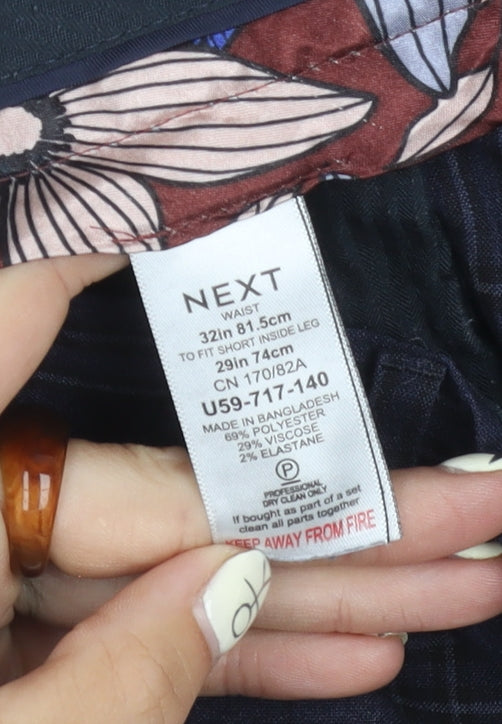 NEXT
WAIST
32in 81.5cm
TO FIT SHORT INSIDE LEG
29in 74cm
CN 170/82A
U59-717-140
MADE IN BANGLADESH
69% POLYESTER
29% VISCOSE
2% ELASTANE
P
PROFESSIONAL
DRY CLEAN ONLY
If bought as part of a set
clean all parts together
KEEP AWAY FROM FIRE